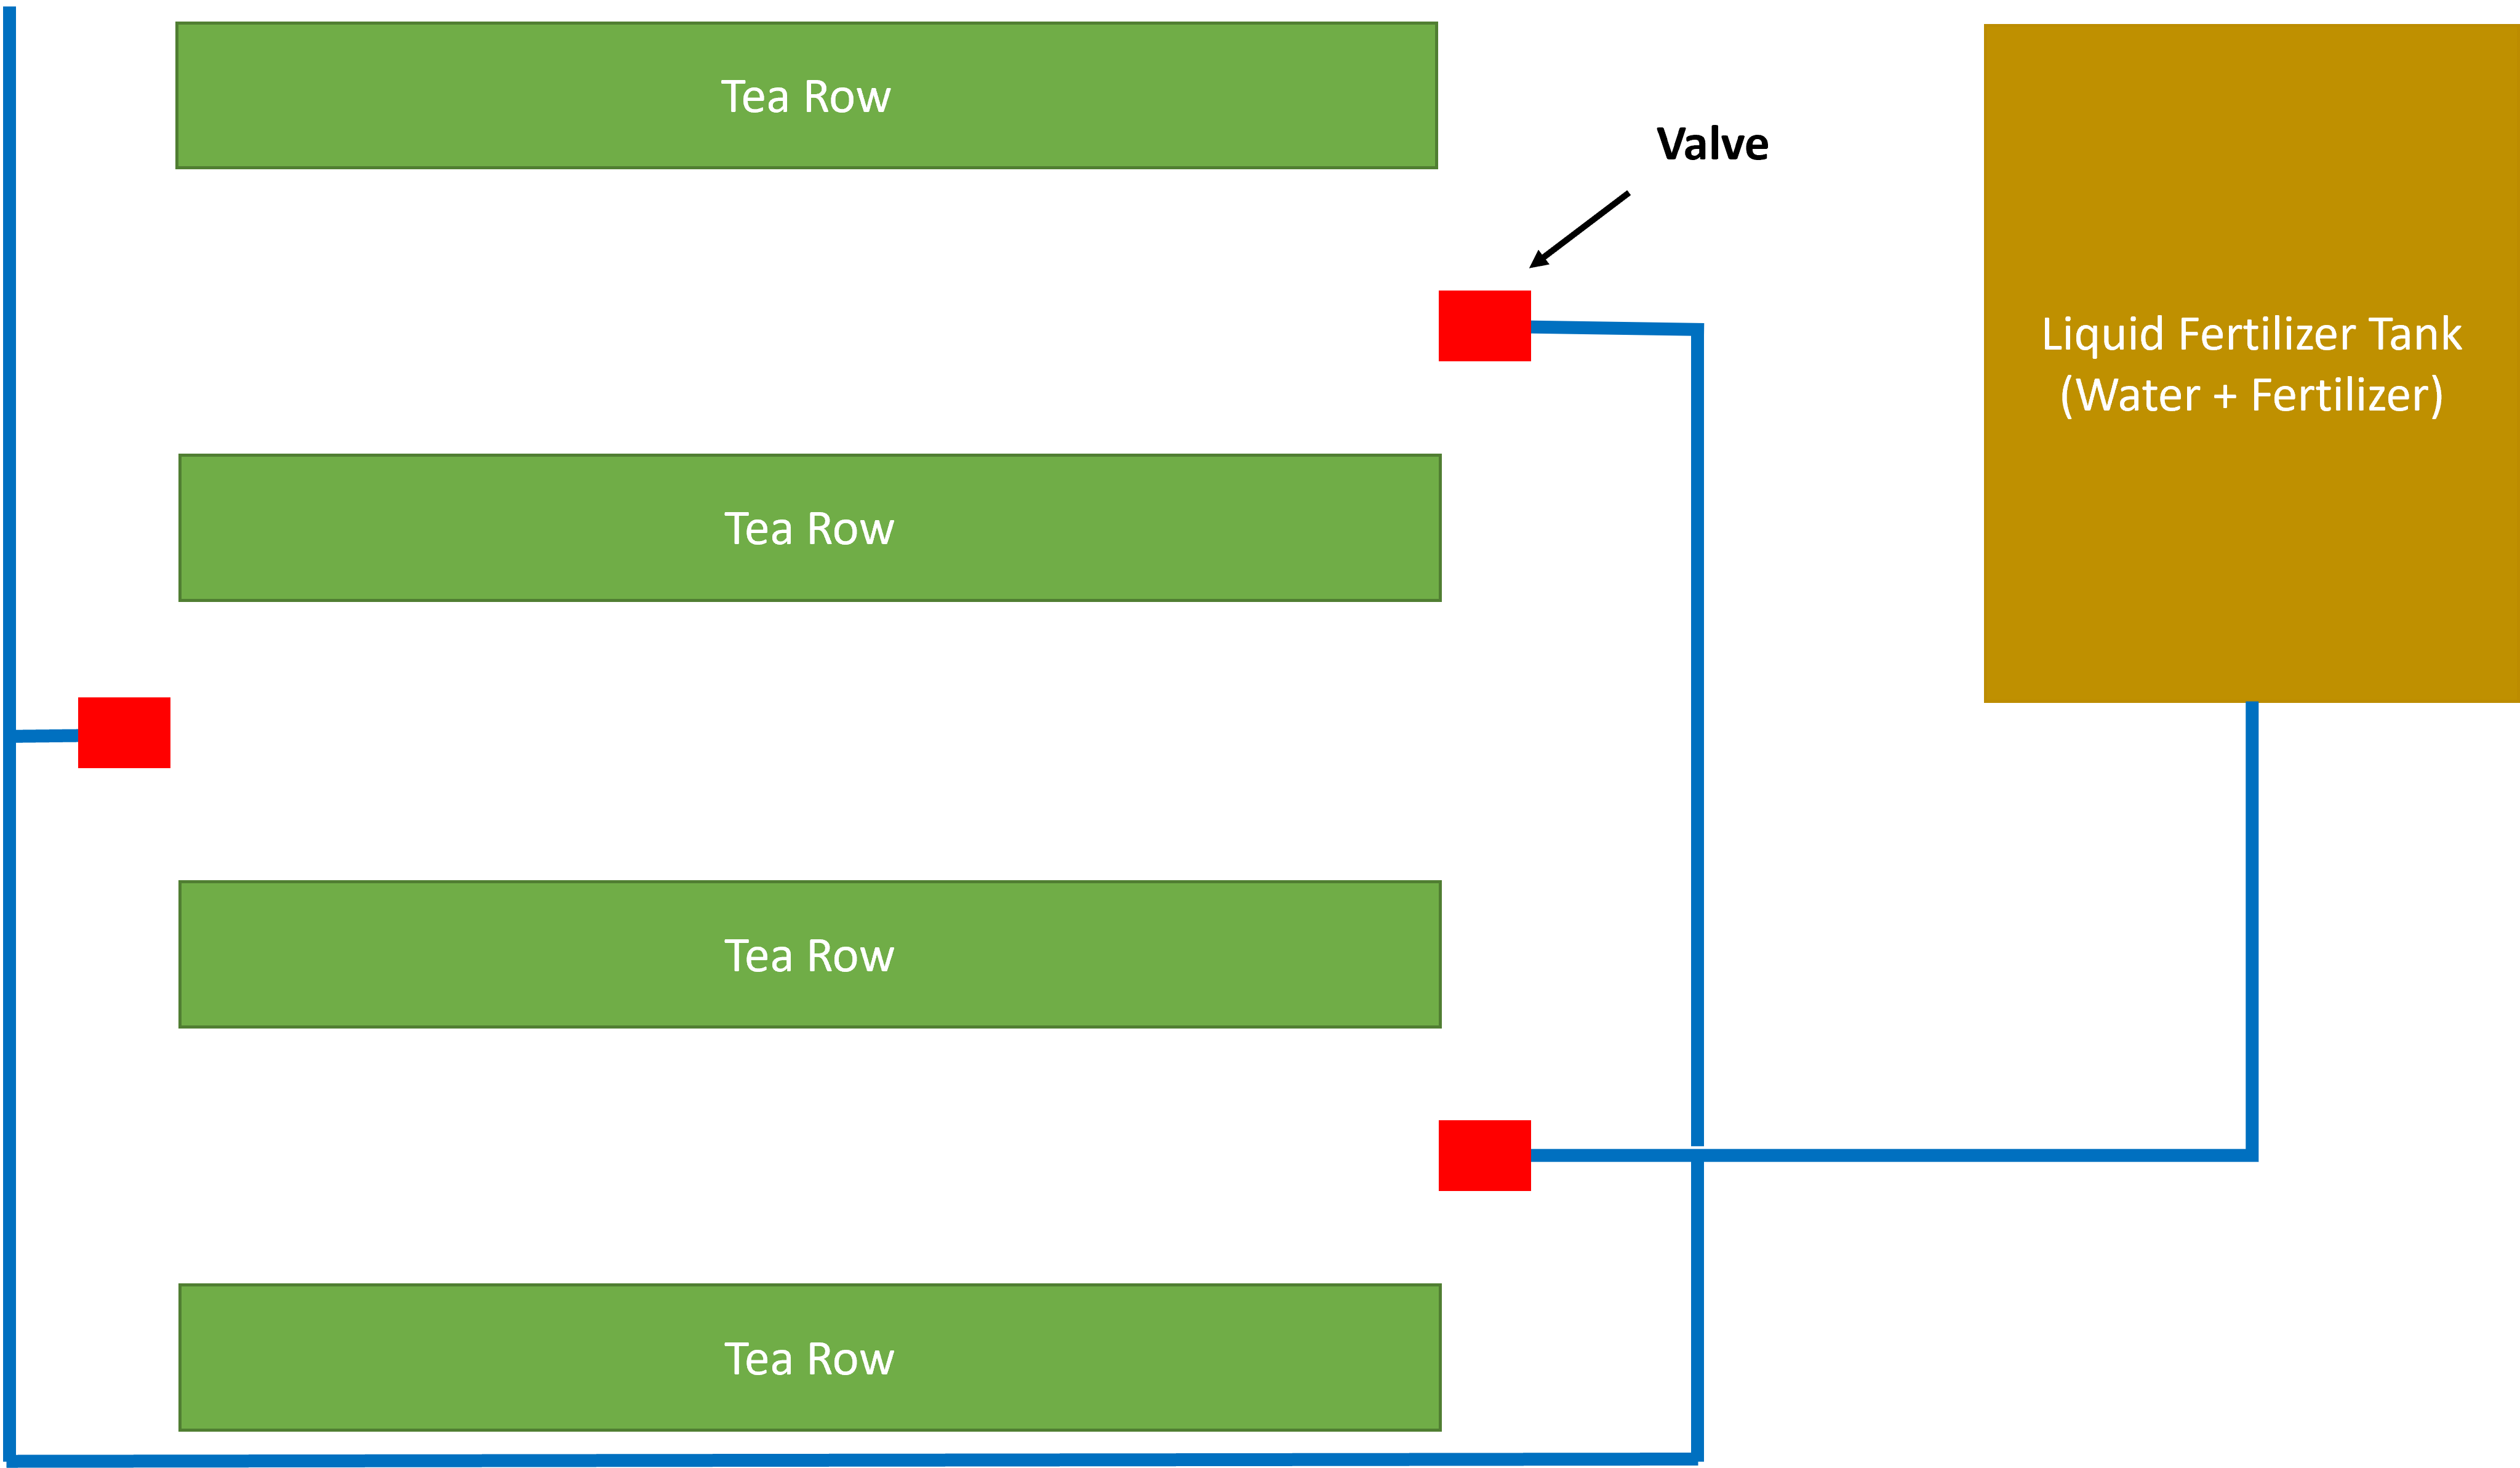 Tea Row
Valve
Liquid Fertilizer Tank
(Water + Fertilizer)
Tea Row
Tea Row
Tea Row